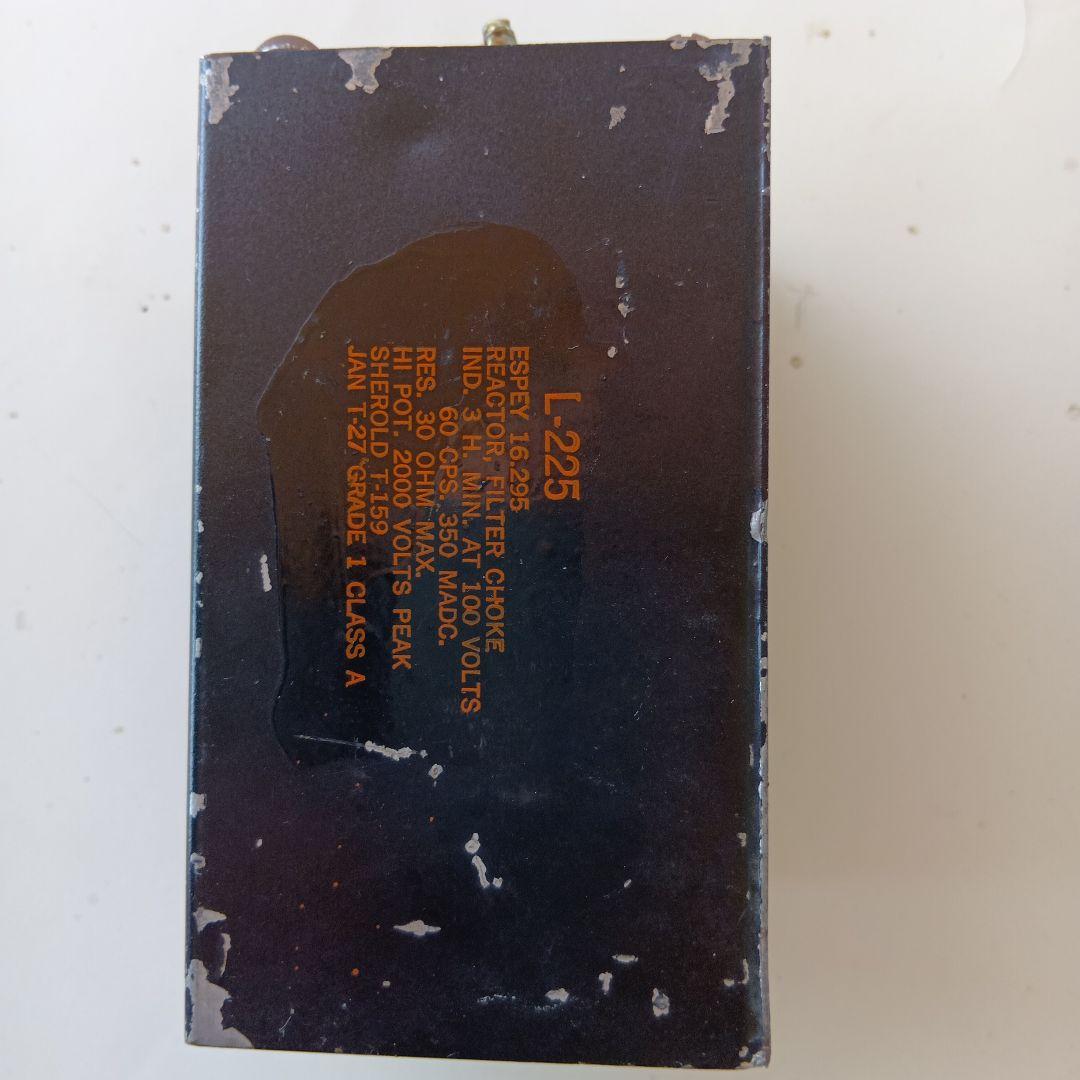 L-225
ESPEY 16.295
REACTOR, FILTER CHOKE
IND. 3 H. MIN. AT 100 VOLTS
60 CPS. 350 MADC.
RES. 30 OHM MAX.
HI POT. 2000 VOLTS PEAK
SHEROLD T-159
JAN T-27 GRADE 1 CLASS A